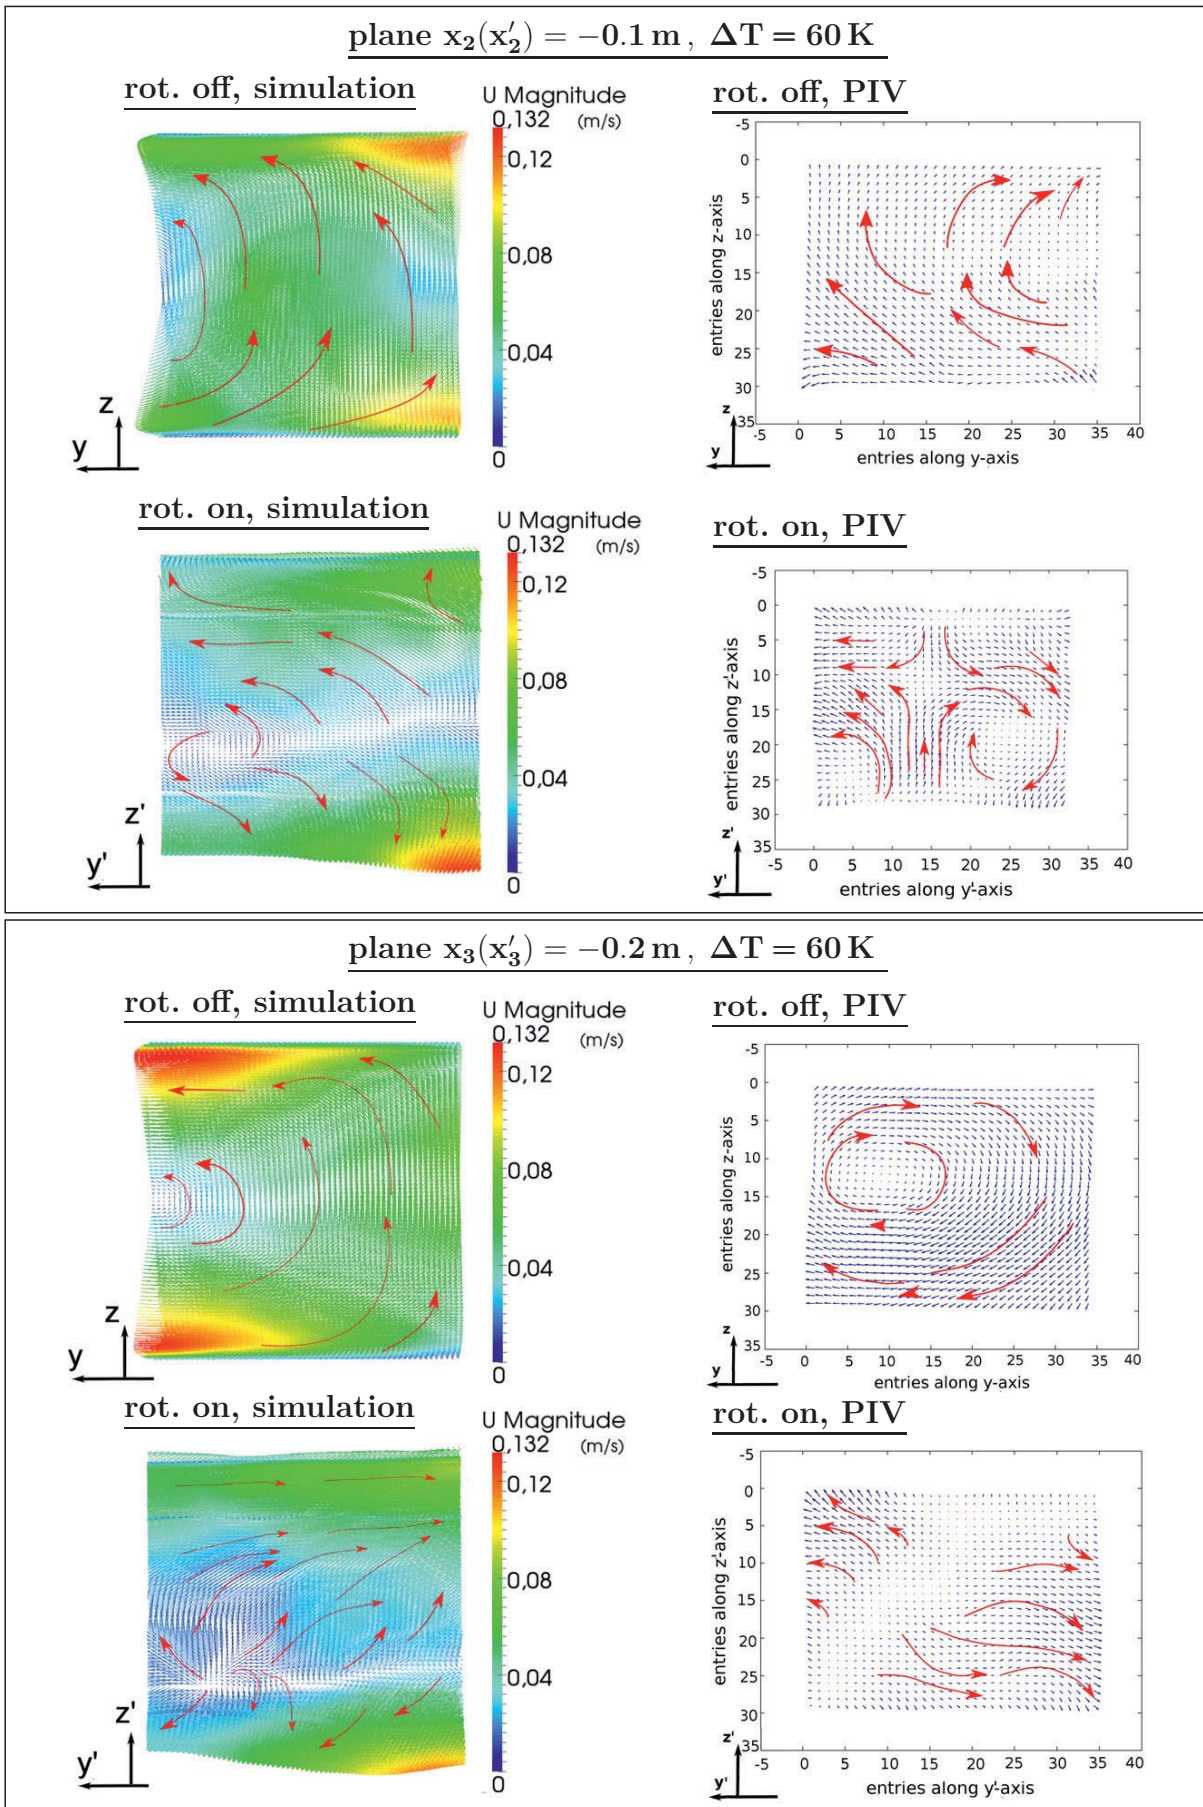 plane x₂(x′₂) = −0.1 m , ΔT = 60 K
rot. off, simulation
U Magnitude
0,132 (m/s)
0,12
0,08
0,04
0
z
y
rot. off, PIV
-5
0
5
10
15
20
25
30
35
-5 0 5 10 15 20 25 30 35 40
entries along z-axis
entries along y-axis
z
y
rot. on, simulation
U Magnitude
0,132 (m/s)
0,12
0,08
0,04
0
z'
y'
rot. on, PIV
-5
0
5
10
15
20
25
30
35
-5 0 5 10 15 20 25 30 35 40
entries along z'-axis
entries along y'-axis
z'
y'
plane x₃(x′₃) = −0.2 m , ΔT = 60 K
rot. off, simulation
U Magnitude
0,132 (m/s)
0,12
0,08
0,04
0
z
y
rot. off, PIV
-5
0
5
10
15
20
25
30
35
-5 0 5 10 15 20 25 30 35 40
entries along z-axis
entries along y-axis
z
y
rot. on, simulation
U Magnitude
0,132 (m/s)
0,12
0,08
0,04
0
z'
y'
rot. on, PIV
-5
0
5
10
15
20
25
30
35
-5 0 5 10 15 20 25 30 35 40
entries along z'-axis
entries along y'-axis
z'
y'